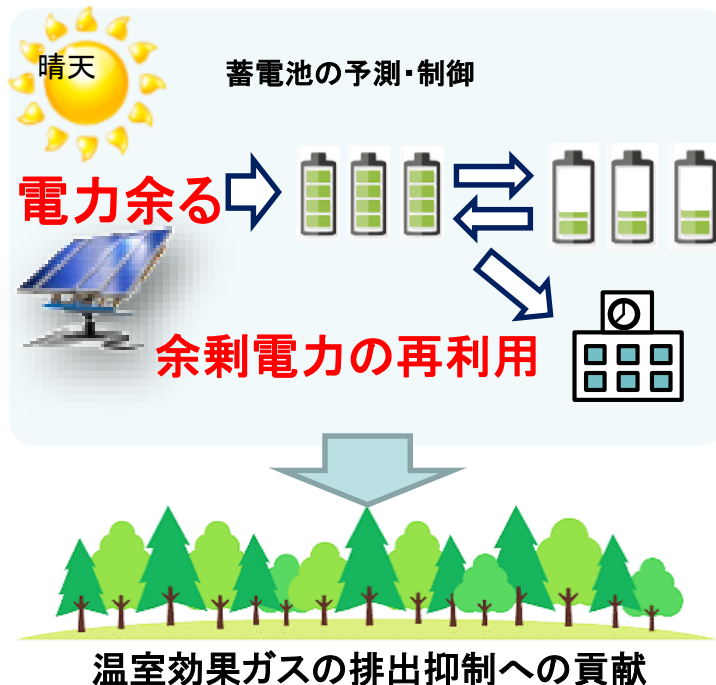 晴天
蓄電池の予測・制御
電力余る
余剰電力の再利用
温室効果ガスの排出抑制への貢献